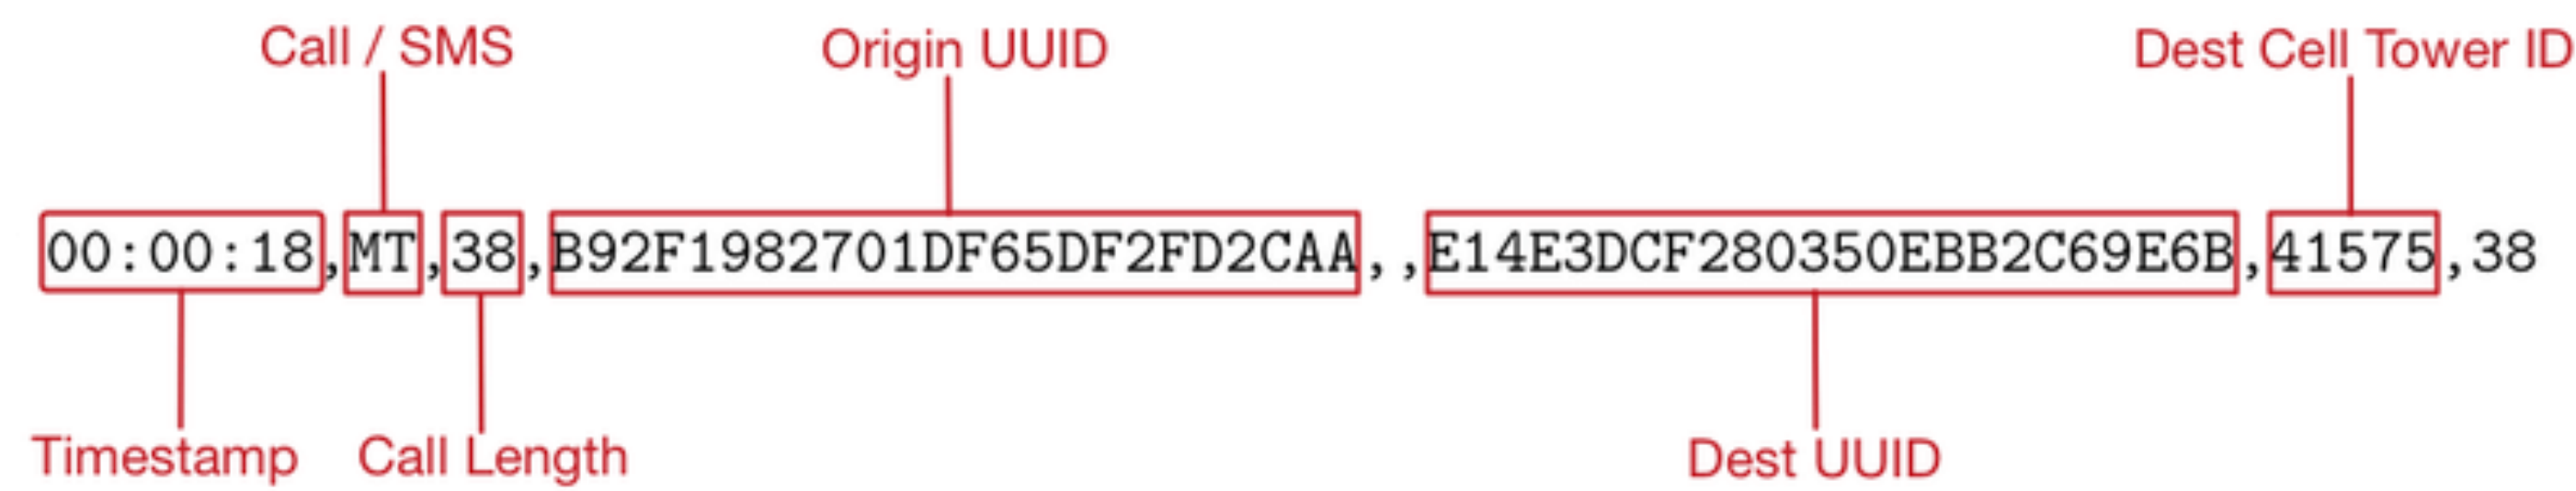 Call / SMS Origin UUID Dest Cell Tower ID
00:00:18,MT,38,B92F1982701DF65DF2FD2CAA,,E14E3DCF280350EBB2C69E6B,41575,38
Timestamp Call Length Dest UUID